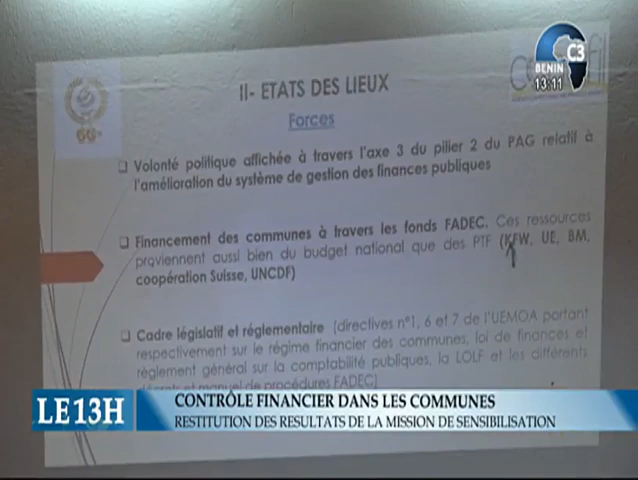 C3
BENIN
13:11
II- ETATS DES LIEUX
Forces
❑ Volonté politique affichée à travers l'axe 3 du pilier 2 du PAG relatif à
l'amélioration du système de gestion des finances publiques
❑ Financement des communes à travers les fonds FADEC. Ces ressources
proviennent aussi bien du budget national que des PTF (KFW, UE, BM,
coopération Suisse, UNCDF)
❑ Cadre législatif et réglementaire (directives n°1, 6 et 7 de l'UEMOA portant
respectivement sur le régime financier des communes, loi de finances et
règlement général sur la comptabilité publiques, la LOLF et les différents
décrets et manuel de procédures FADEC)
LE13H
CONTRÔLE FINANCIER DANS LES COMMUNES
RESTITUTION DES RESULTATS DE LA MISSION DE SENSIBILISATION